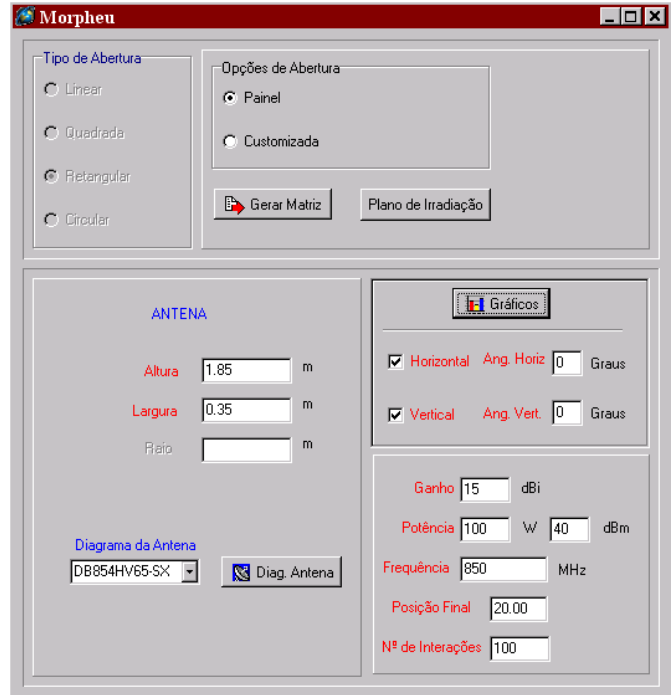 Morpheu
Tipo de Abertura
Linear
Quadrada
Retangular
Circular
Opções de Abertura
Painel
Customizada
Gerar Matriz Plano de Irradiação
ANTENA
Altura 1.85 m
Largura 0.35 m
Raio m
Diagrama da Antena
DB854HV65-SX Diag. Antena
Gráficos
Horizontal Ang. Horiz 0 Graus
Vertical Ang. Vert. 0 Graus
Ganho 15 dBi
Potência 100 W 40 dBm
Frequência 850 MHz
Posição Final 20.00
Nª de Interações 100